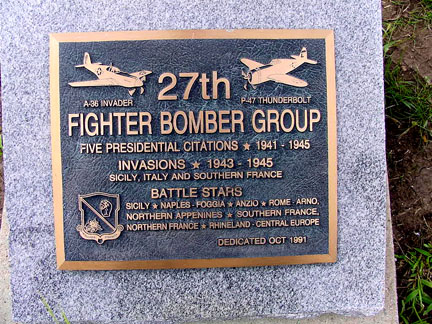 27th
A-36 INVADER
P-47 THUNDERBOLT
FIGHTER BOMBER GROUP
FIVE PRESIDENTIAL CITATIONS ★ 1941 - 1945
INVASIONS ★ 1943 - 1945
SICILY, ITALY AND SOUTHERN FRANCE
BATTLE STARS
SICILY ★ NAPLES - FOGGIA ★ ANZIO ★ ROME - ARNO,
NORTHERN APPENINES ★ SOUTHERN FRANCE,
NORTHERN FRANCE ★ RHINELAND - CENTRAL EUROPE
DEDICATED OCT 1991